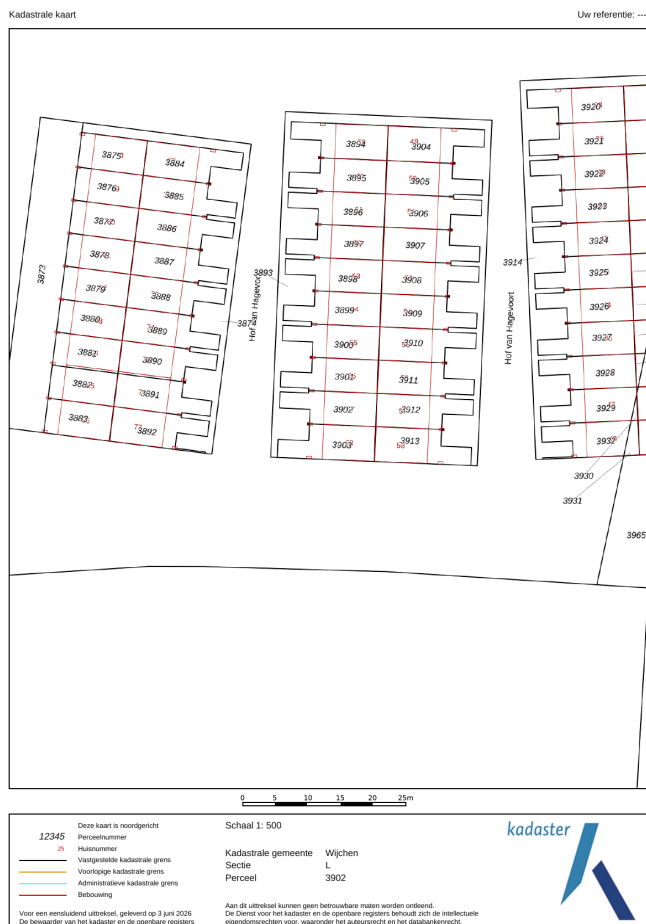 Kadastrale kaart
Uw referentie: ---
3875
3884
3876
3885
3877
3886
3878
3887
3879
3888
3880
3889
3881
3890
3882
3891
3883
3892
3873
3874
3893
Hof van Hagevoort
3894
3904
3895
3905
3896
3906
3897
3907
3898
3908
3899
3909
3900
3910
3901
3911
3902
3912
3903
3913
3914
Hof van Hagevoort
3920
3921
3922
3923
3924
3925
3926
3927
3928
3929
3932
3930
3931
3965
0 5 10 15 20 25m
Deze kaart is noordgericht
12345 Perceelnummer
25 Huisnummer
Vastgestelde kadastrale grens
Voorlopige kadastrale grens
Administratieve kadastrale grens
Bebouwing
Voor een eensluidend uittreksel, geleverd op 3 juni 2026
De bewaarder van het kadaster en de openbare registers
Schaal 1: 500
Kadastrale gemeente Wijchen
Sectie L
Perceel 3902
Aan dit uittreksel kunnen geen betrouwbare maten worden ontleend.
De Dienst voor het kadaster en de openbare registers behoudt zich de intellectuele
eigendomsrechten voor, waaronder het auteursrecht en het databankenrecht.
kadaster